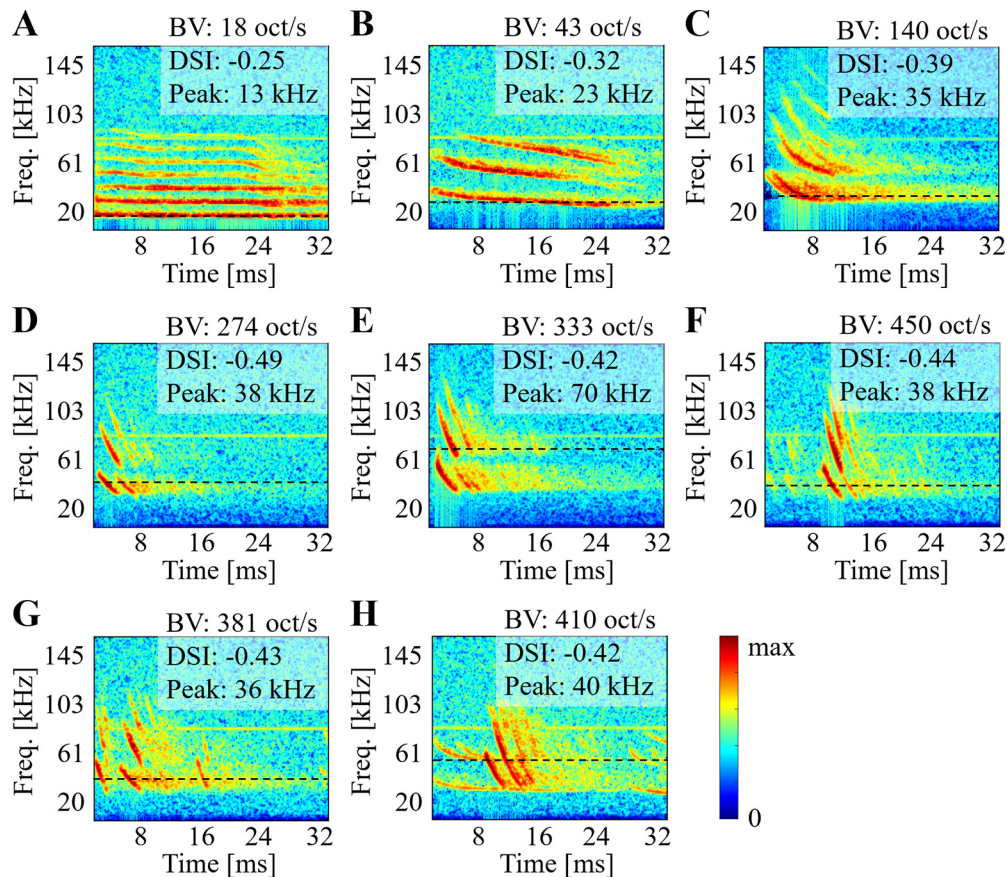 A
BV: 18 oct/s
DSI: -0.25
Peak: 13 kHz
Freq. [kHz]
145
103
61
20
8 16 24 32
Time [ms]
B
BV: 43 oct/s
DSI: -0.32
Peak: 23 kHz
Freq. [kHz]
145
103
61
20
8 16 24 32
Time [ms]
C
BV: 140 oct/s
DSI: -0.39
Peak: 35 kHz
Freq. [kHz]
145
103
61
20
8 16 24 32
Time [ms]
D
BV: 274 oct/s
DSI: -0.49
Peak: 38 kHz
Freq. [kHz]
145
103
61
20
8 16 24 32
Time [ms]
E
BV: 333 oct/s
DSI: -0.42
Peak: 70 kHz
Freq. [kHz]
145
103
61
20
8 16 24 32
Time [ms]
F
BV: 450 oct/s
DSI: -0.44
Peak: 38 kHz
Freq. [kHz]
145
103
61
20
8 16 24 32
Time [ms]
G
BV: 381 oct/s
DSI: -0.43
Peak: 36 kHz
Freq. [kHz]
145
103
61
20
8 16 24 32
Time [ms]
H
BV: 410 oct/s
DSI: -0.42
Peak: 40 kHz
Freq. [kHz]
145
103
61
20
8 16 24 32
Time [ms]
max
0